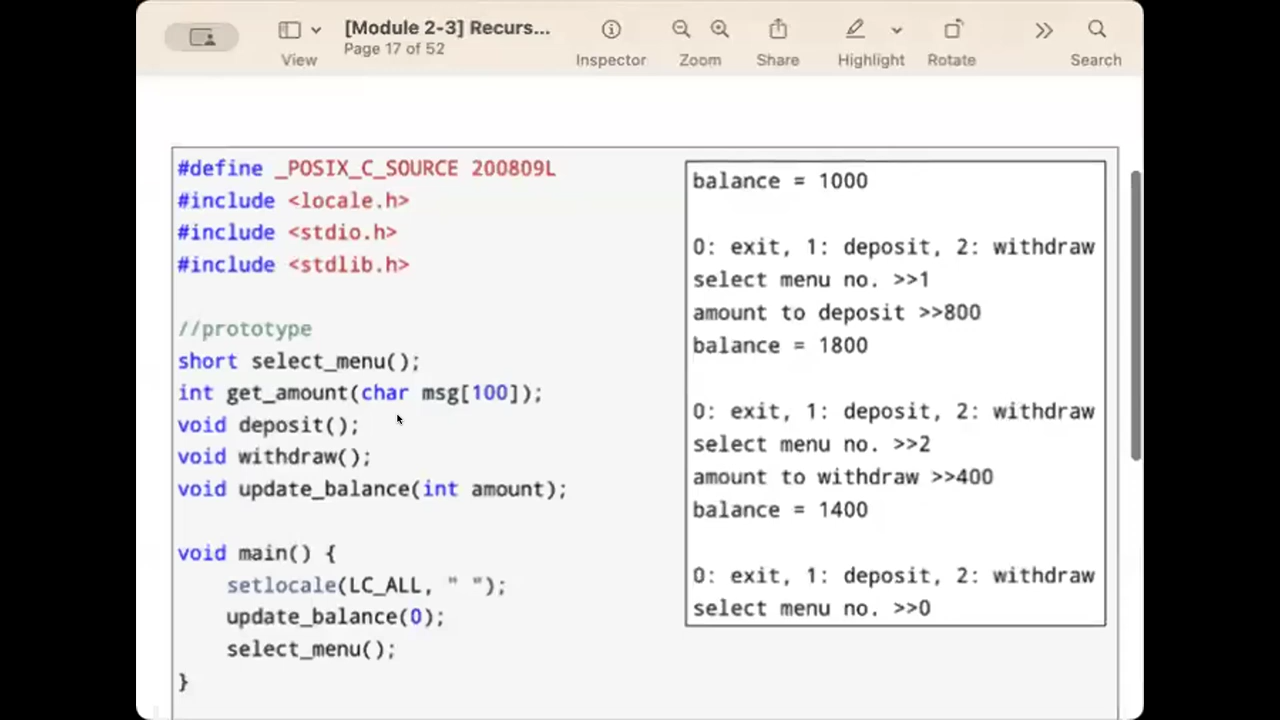 [Module 2-3] Recurs...
Page 17 of 52
View
Inspector
Zoom
Share
Highlight
Rotate
Search
#define _POSIX_C_SOURCE 200809L
#include <locale.h>
#include <stdio.h>
#include <stdlib.h>
//prototype
short select_menu();
int get_amount(char msg[100]);
void deposit();
void withdraw();
void update_balance(int amount);
void main() {
setlocale(LC_ALL, " ");
update_balance(0);
select_menu();
}
balance = 1000
0: exit, 1: deposit, 2: withdraw
select menu no. >>1
amount to deposit >>800
balance = 1800
0: exit, 1: deposit, 2: withdraw
select menu no. >>2
amount to withdraw >>400
balance = 1400
0: exit, 1: deposit, 2: withdraw
select menu no. >>0